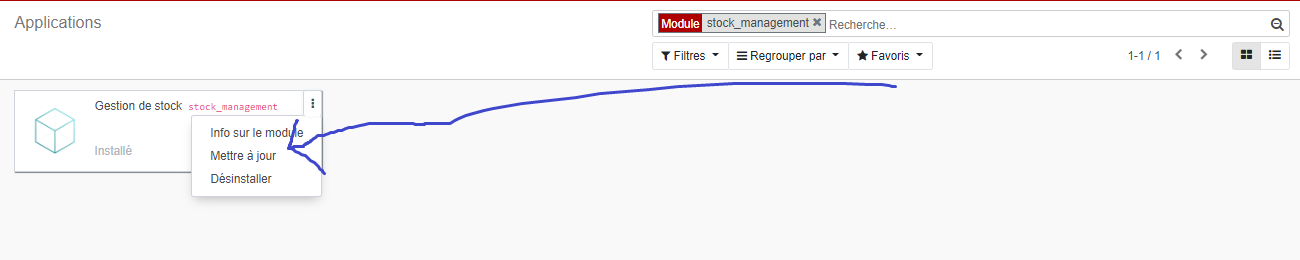 Applications
Module stock_management Recherche...
Filtres Regrouper par Favoris 1-1 / 1
Gestion de stock stock_management
Installé
Info sur le module
Mettre à jour
Désinstaller